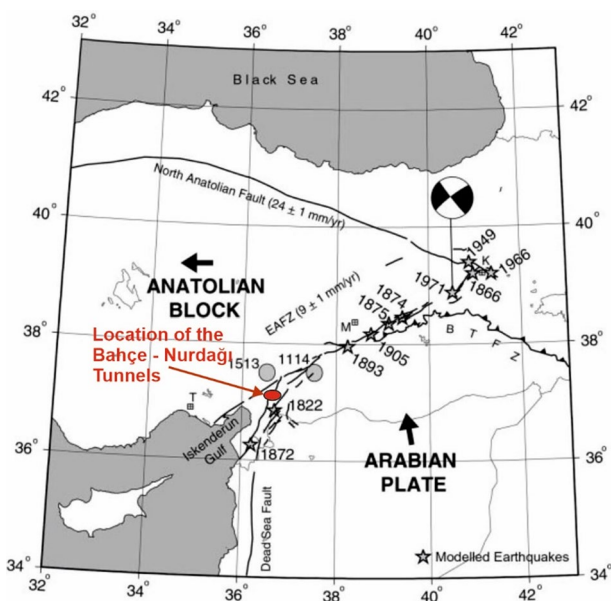 34° 36° 38° 40° 42°
Black Sea
42° 42°
North Anatolian Fault (24 ± 1 mm/yr)
40° 40°
1949
K
1966
1866
1971
ANATOLIAN
BLOCK
EAFZ (9 ± 1 mm/yr)
1874
1875
M
B T F Z
38° 38°
1905
1893
Location of the
Bahçe - Nurdağı
Tunnels
1513 1114
T
1822
Iskenderun
Gulf
1872
36° 36°
ARABIAN
PLATE
Dead Sea Fault
Modelled Earthquakes
34° 34°
32° 34° 36° 38° 40° 42°